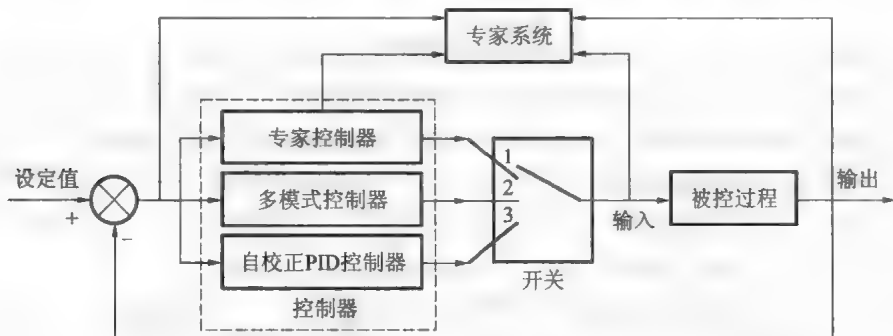 专家系统
专家控制器
设定值
+
-
多模式控制器
自校正PID控制器
控制器
1
2
3
开关
输入
被控过程
输出